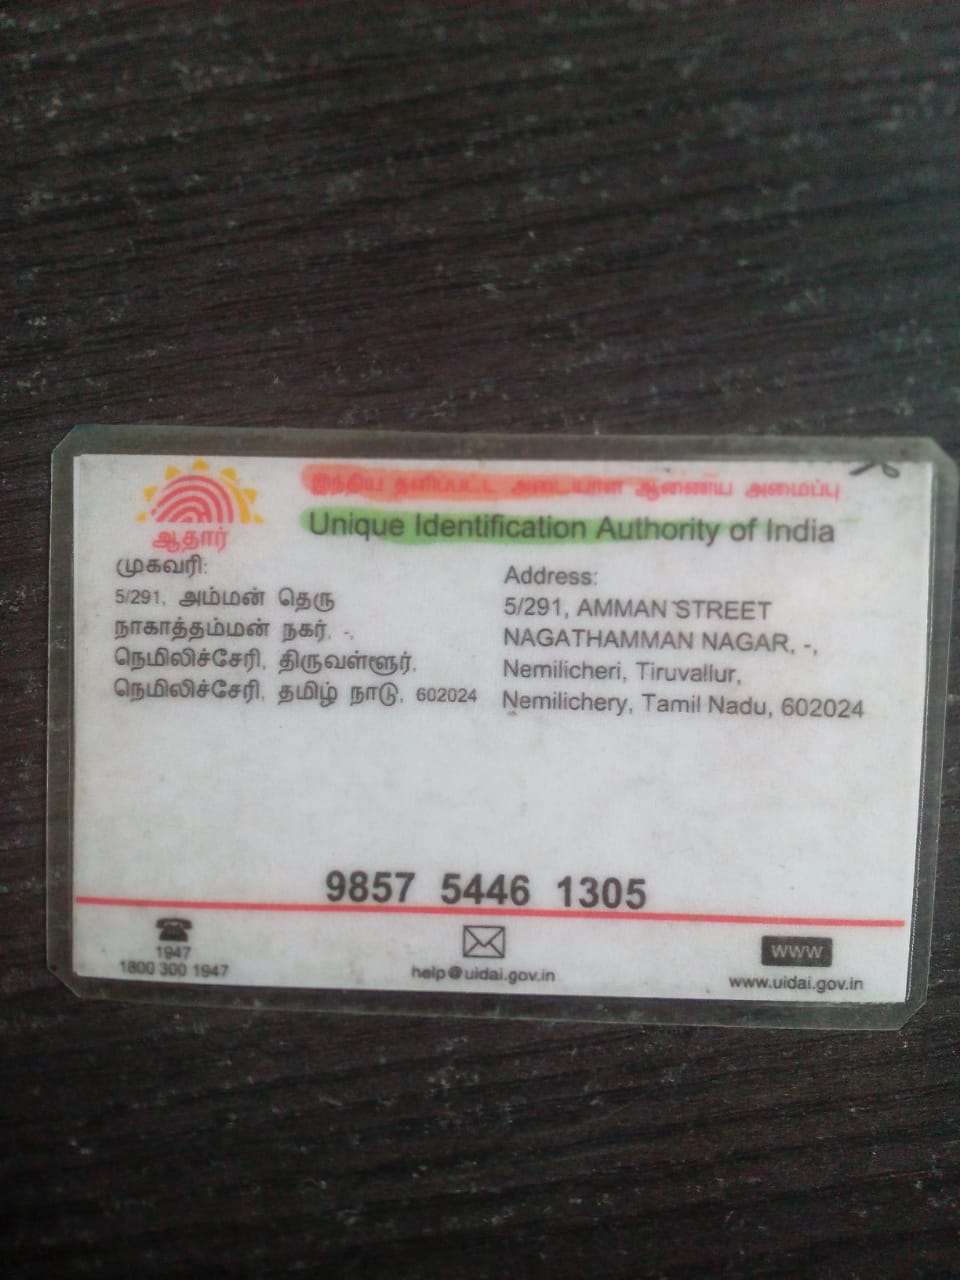 இந்திய தனிப்பட்ட அடையாள ஆணைய அமைப்பு
Unique Identification Authority of India
ஆதார்
முகவரி:
5/291, அம்மன் தெரு
நாகாத்தம்மன் நகர், -,
நெமிலிச்சேரி, திருவள்ளூர்,
நெமிலிச்சேரி, தமிழ் நாடு, 602024
Address:
5/291, AMMAN STREET
NAGATHAMMAN NAGAR, -,
Nemilicheri, Tiruvallur,
Nemilichery, Tamil Nadu, 602024
9857 5446 1305
1947
1800 300 1947
help@uidai.gov.in
www
www.uidai.gov.in